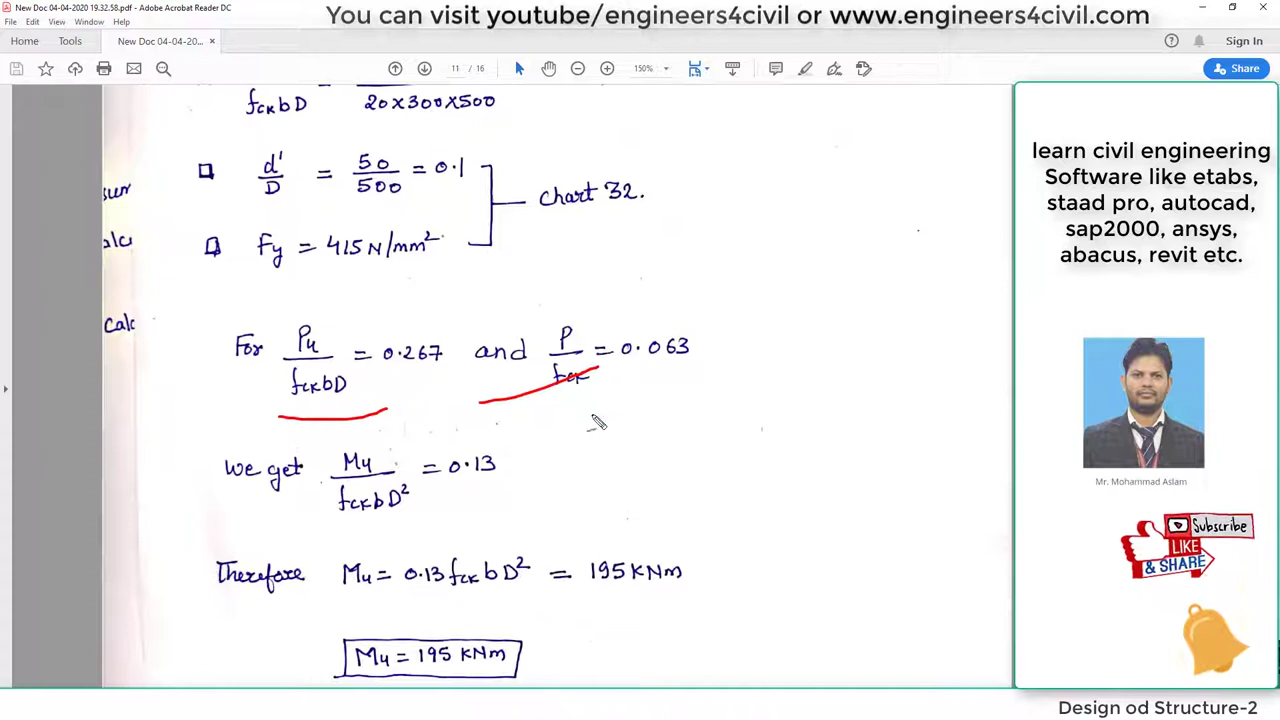 New Doc 04-04-2020 19.32.58.pdf - Adobe Acrobat Reader DC
You can visit youtube/engineers4civil or www.engineers4civil.com
File Edit View Window Help
Home Tools New Doc 04-04-20... × Sign In
11 / 16 150% Share
fck b D 20×300×500
d'/D = 50/500 = 0.1
Chart 32.
Fy = 415 N/mm²
sum
alc
Calc
For Pu/fck b D = 0.267 and P/fck = 0.063
We get Mu/fck b D² = 0.13
Therefore Mu = 0.13 fck b D² = 195 KNm
Mu = 195 KNm
learn civil engineering
Software like etabs,
staad pro, autocad,
sap2000, ansys,
abacus, revit etc.
Mr. Mohammad Aslam
Subscribe
LIKE
& SHARE
Design od Structure-2